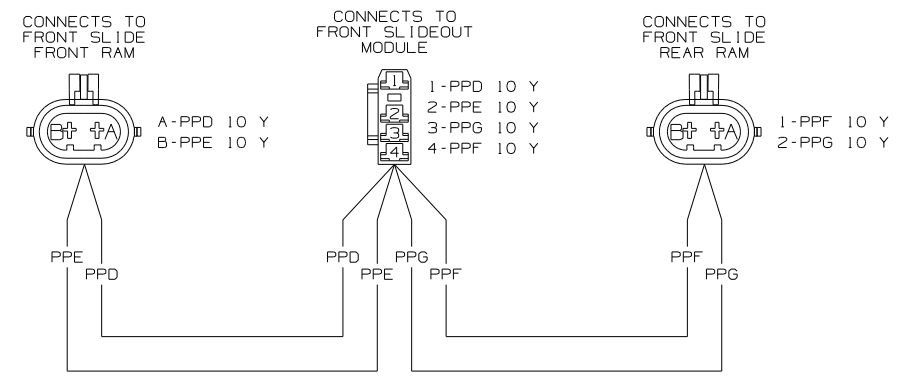 CONNECTS TO
FRONT SLIDE
FRONT RAM
B A
A-PPD 10 Y
B-PPE 10 Y
CONNECTS TO
FRONT SLIDEOUT
MODULE
1
2
3
4
1-PPD 10 Y
2-PPE 10 Y
3-PPG 10 Y
4-PPF 10 Y
CONNECTS TO
FRONT SLIDE
REAR RAM
B A
1-PPF 10 Y
2-PPG 10 Y
PPE
PPD
PPD
PPE
PPG
PPF
PPF
PPG